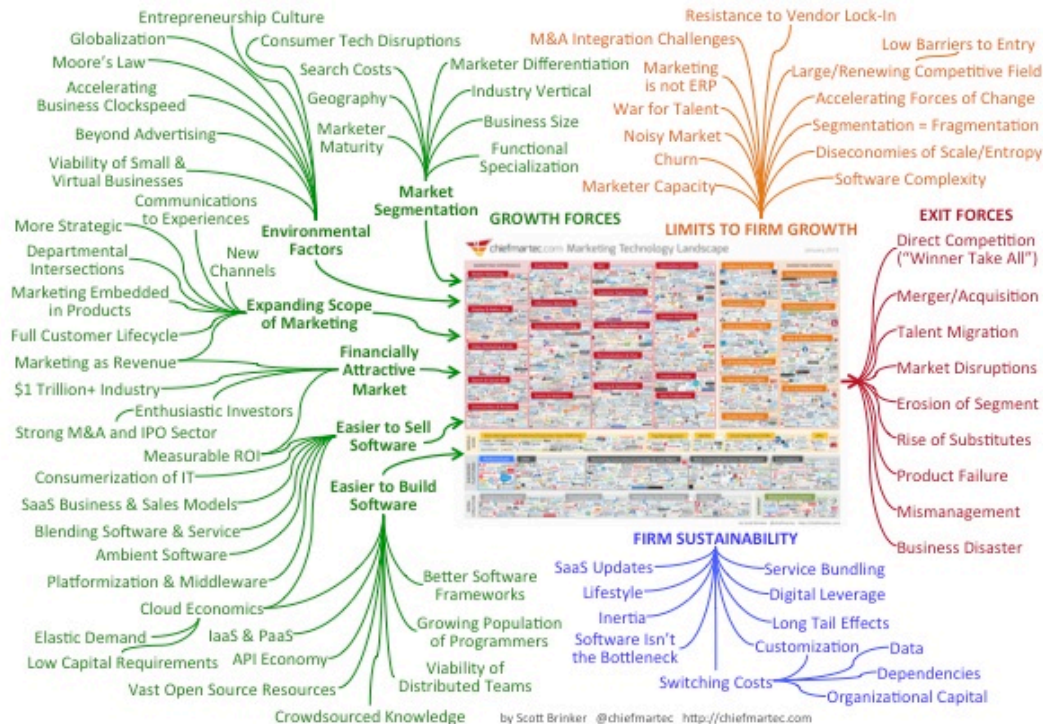 Entrepreneurship Culture
Globalization
Moore's Law
Accelerating
Business Clockspeed
Beyond Advertising
Viability of Small &
Virtual Businesses
Consumer Tech Disruptions
Environmental
Factors
Search Costs
Geography
Marketer
Maturity
Marketer Differentiation
Industry Vertical
Business Size
Functional
Specialization
Market
Segmentation
GROWTH FORCES
Communications
to Experiences
More Strategic
Departmental
Intersections
New
Channels
Marketing Embedded
in Products
Full Customer Lifecycle
Marketing as Revenue
Expanding Scope
of Marketing
Financially
Attractive
Market
$1 Trillion+ Industry
Enthusiastic Investors
Strong M&A and IPO Sector
Measurable ROI
Easier to Sell
Software
Consumerization of IT
SaaS Business & Sales Models
Blending Software & Service
Ambient Software
Platformization & Middleware
Cloud Economics
Elastic Demand
Low Capital Requirements
Easier to Build
Software
IaaS & PaaS
API Economy
Vast Open Source Resources
Crowdsourced Knowledge
Better Software
Frameworks
Growing Population
of Programmers
Viability of
Distributed Teams
Resistance to Vendor Lock-In
M&A Integration Challenges
Marketing
is not ERP
War for Talent
Noisy Market
Churn
Marketer Capacity
Low Barriers to Entry
Large/Renewing Competitive Field
Accelerating Forces of Change
Segmentation = Fragmentation
Diseconomies of Scale/Entropy
Software Complexity
LIMITS TO FIRM GROWTH
chiefmartec.com Marketing Technology Landscape
EXIT FORCES
Direct Competition
("Winner Take All")
Merger/Acquisition
Talent Migration
Market Disruptions
Erosion of Segment
Rise of Substitutes
Product Failure
Mismanagement
Business Disaster
FIRM SUSTAINABILITY
SaaS Updates
Lifestyle
Inertia
Software Isn't
the Bottleneck
Switching Costs
Service Bundling
Digital Leverage
Long Tail Effects
Customization
Data
Dependencies
Organizational Capital
by Scott Brinker @chiefmartec http://chiefmartec.com